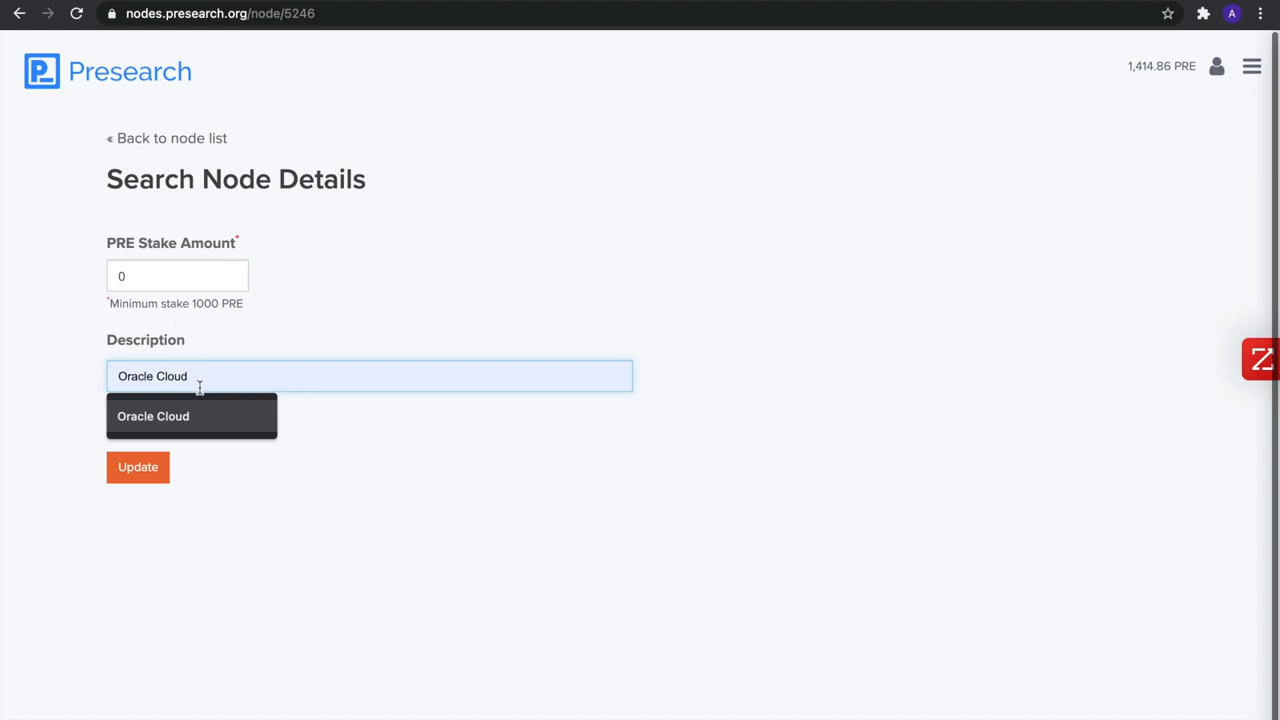 nodes.presearch.org/node/5246
A
Presearch
1,414.86 PRE
« Back to node list
Search Node Details
PRE Stake Amount*
0
*Minimum stake 1000 PRE
Description
Oracle Cloud
Oracle Cloud
Update